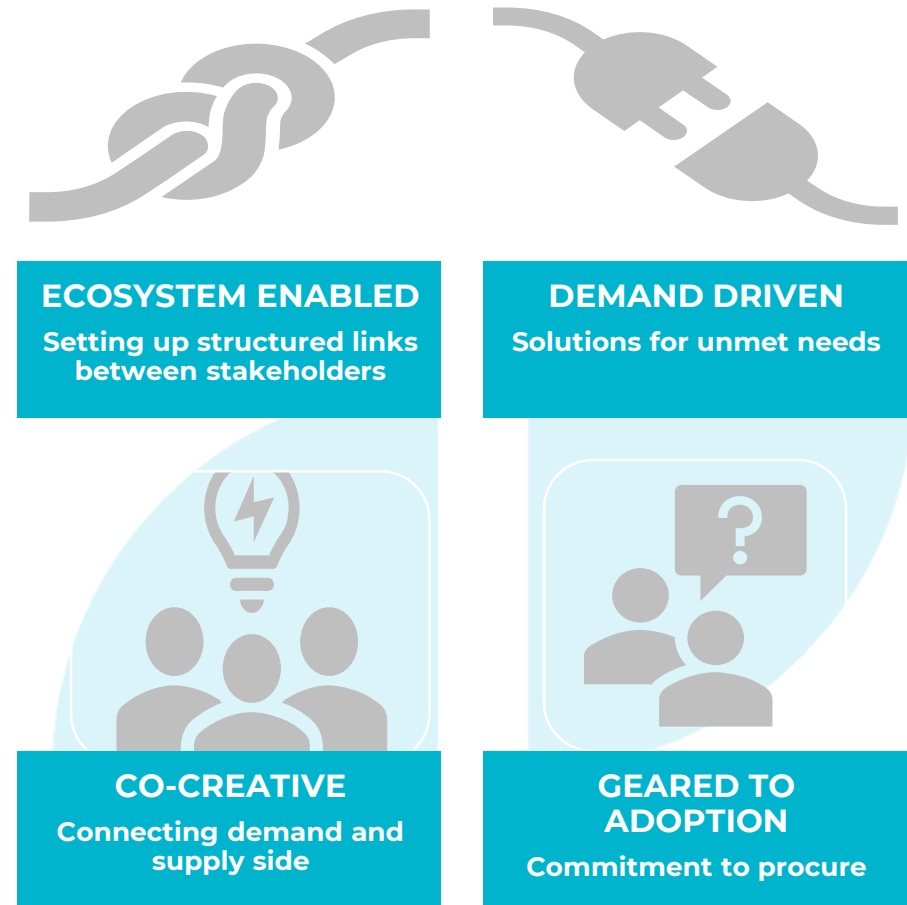 ECOSYSTEM ENABLED
Setting up structured links
between stakeholders
DEMAND DRIVEN
Solutions for unmet needs
?
CO-CREATIVE
Connecting demand and
supply side
GEARED TO
ADOPTION
Commitment to procure